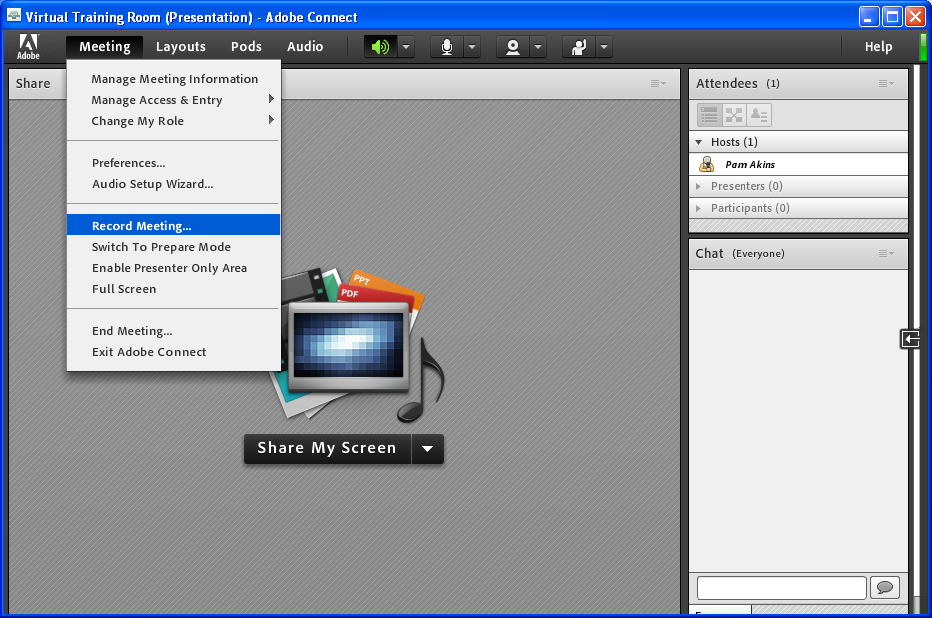 Virtual Training Room (Presentation) - Adobe Connect
Adobe
Meeting Layouts Pods Audio Help
Share
Manage Meeting Information
Manage Access & Entry
Change My Role
Preferences...
Audio Setup Wizard...
Record Meeting...
Switch To Prepare Mode
Enable Presenter Only Area
Full Screen
End Meeting...
Exit Adobe Connect
PPT
PDF
Share My Screen
Attendees (1)
Hosts (1)
Pam Akins
Presenters (0)
Participants (0)
Chat (Everyone)